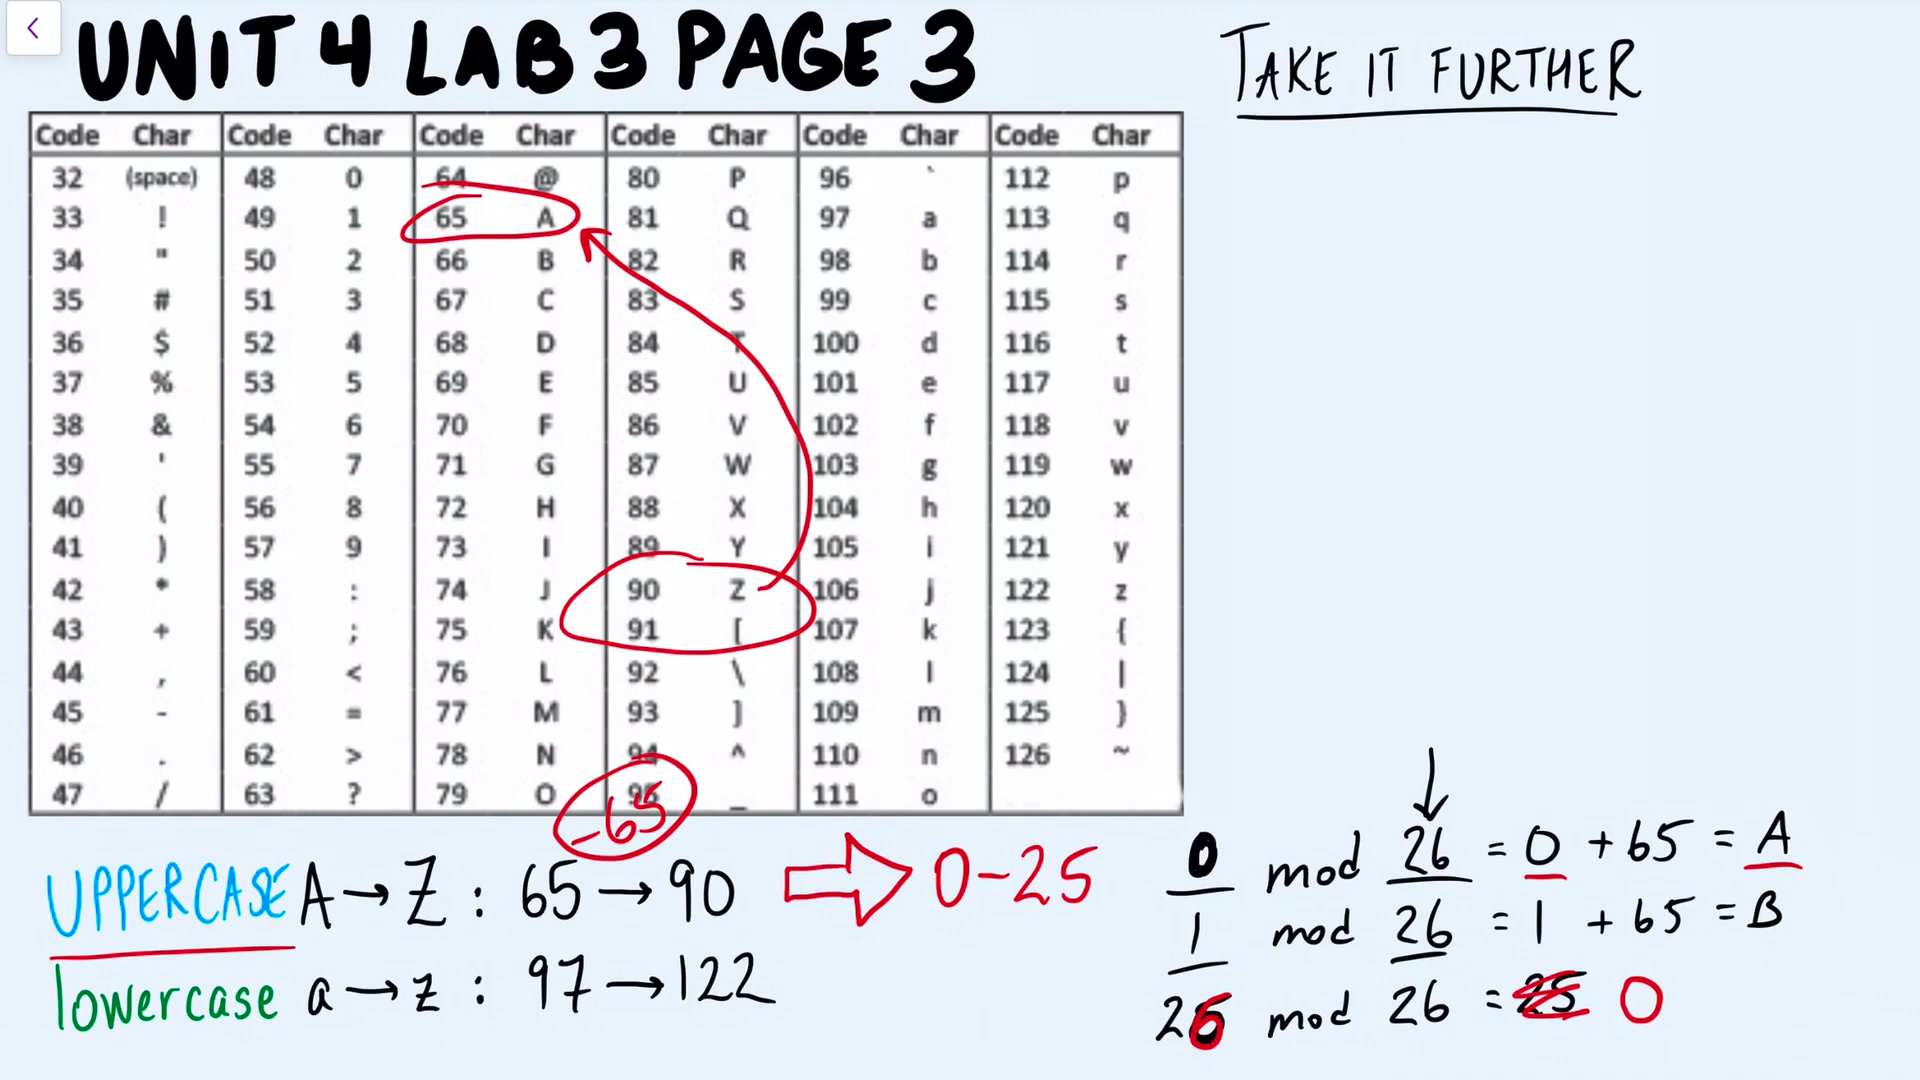 UNIT 4 LAB 3 PAGE 3
TAKE IT FURTHER
Code Char Code Char Code Char Code Char Code Char Code Char
32 (space) 48 0 64 @ 80 P 96 ` 112 p
33 ! 49 1 65 A 81 Q 97 a 113 q
34 " 50 2 66 B 82 R 98 b 114 r
35 # 51 3 67 C 83 S 99 c 115 s
36 $ 52 4 68 D 84 T 100 d 116 t
37 % 53 5 69 E 85 U 101 e 117 u
38 & 54 6 70 F 86 V 102 f 118 v
39 ' 55 7 71 G 87 W 103 g 119 w
40 ( 56 8 72 H 88 X 104 h 120 x
41 ) 57 9 73 I 89 Y 105 i 121 y
42 * 58 : 74 J 90 Z 106 j 122 z
43 + 59 ; 75 K 91 [ 107 k 123 {
44 , 60 < 76 L 92 \ 108 l 124 |
45 - 61 = 77 M 93 ] 109 m 125 }
46 . 62 > 78 N 94 ^ 110 n 126 ~
47 / 63 ? 79 O 95 _ 111 o
-65
UPPERCASE A → Z : 65 → 90 0-25
lowercase a → z : 97 → 122
0 mod 26 = 0 + 65 = A
1 mod 26 = 1 + 65 = B
26 mod 26 = 25 0